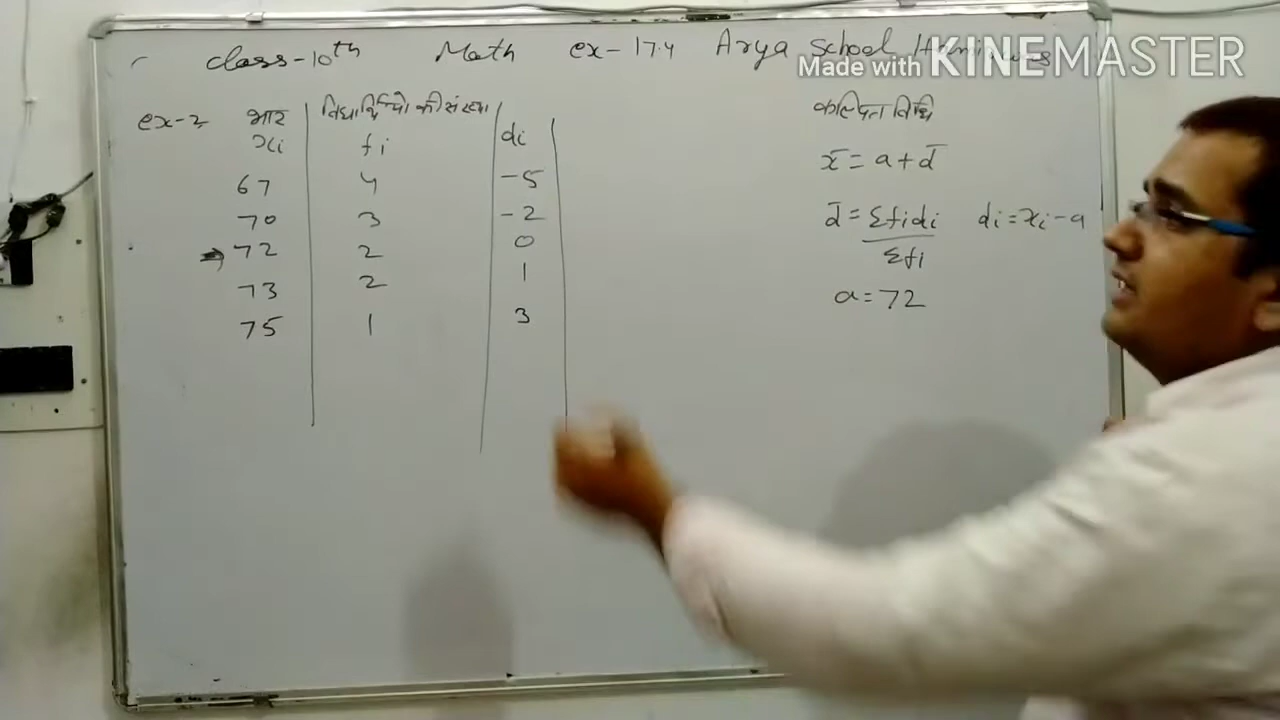 class-10th Math ex-17.4 Arya School
Made with KINEMASTER
ex-2 भार विद्यार्थियो की संख्या di कल्पित विधि
xi fi
x̄ = a + d̄
67 4 -5
70 3 -2
d̄ = Σfidi / Σfi di = xi - a
72 2 0
73 2 1
a = 72
75 1 3